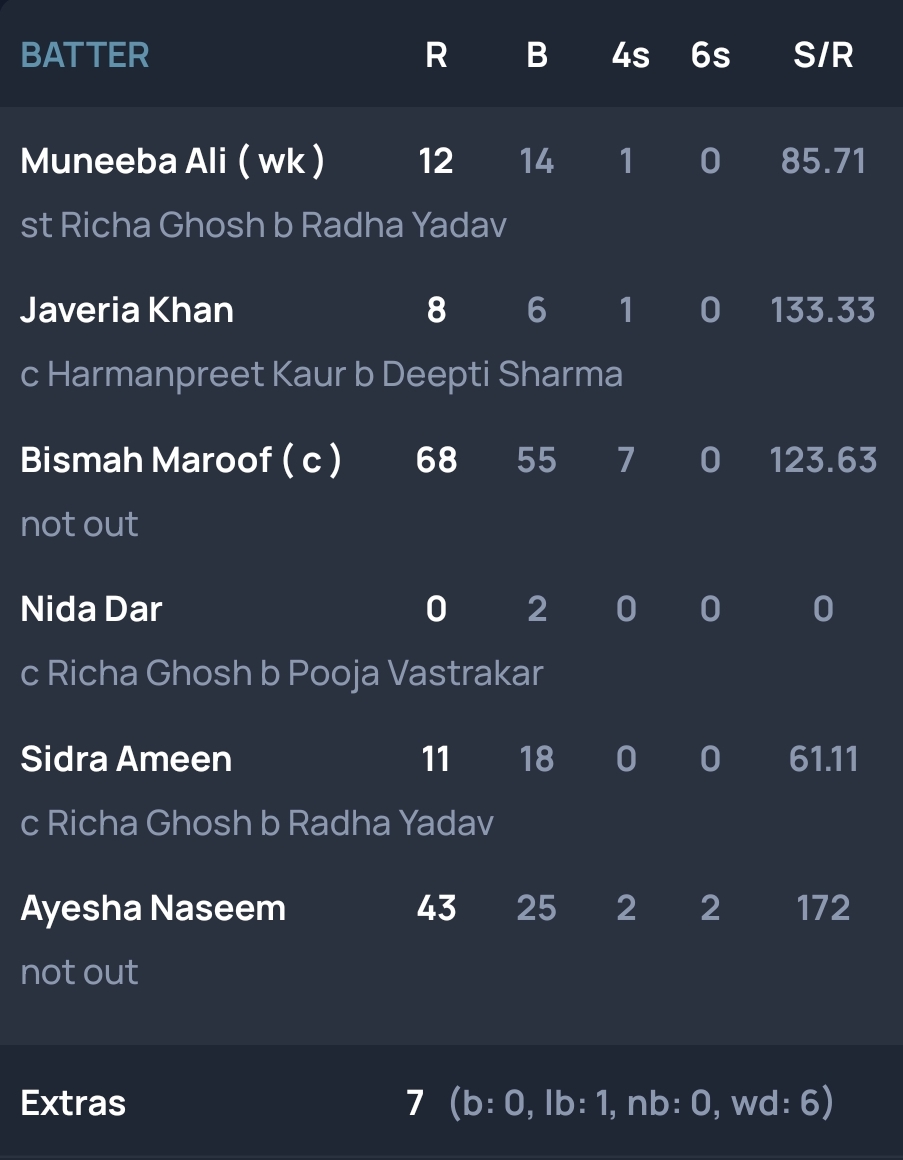 BATTER R B 4s 6s S/R
Muneeba Ali ( wk ) 12 14 1 0 85.71
st Richa Ghosh b Radha Yadav
Javeria Khan 8 6 1 0 133.33
c Harmanpreet Kaur b Deepti Sharma
Bismah Maroof ( c ) 68 55 7 0 123.63
not out
Nida Dar 0 2 0 0 0
c Richa Ghosh b Pooja Vastrakar
Sidra Ameen 11 18 0 0 61.11
c Richa Ghosh b Radha Yadav
Ayesha Naseem 43 25 2 2 172
not out
Extras 7 (b: 0, lb: 1, nb: 0, wd: 6)